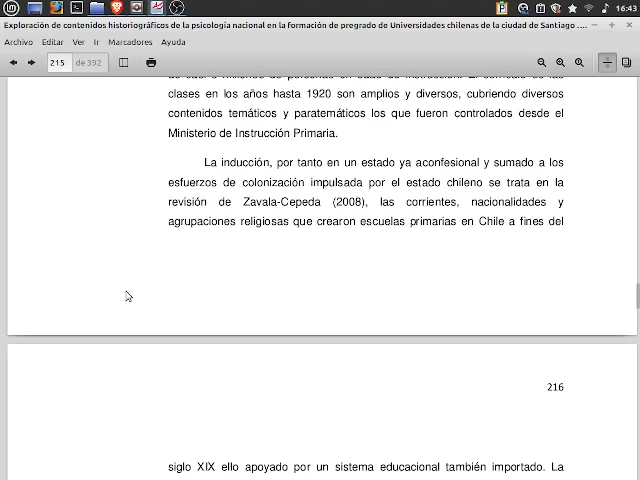 16:43
Exploración de contenidos historiográficos de la psicología nacional en la formación de pregrado de Universidades chilenas de la ciudad de Santiago ....
Archivo Editar Ver Ir Marcadores Ayuda
215 de 392
clases en los años hasta 1920 son amplios y diversos, cubriendo diversos
contenidos temáticos y paratemáticos los que fueron controlados desde el
Ministerio de Instrucción Primaria.
La inducción, por tanto en un estado ya aconfesional y sumado a los
esfuerzos de colonización impulsada por el estado chileno se trata en la
revisión de Zavala-Cepeda (2008), las corrientes, nacionalidades y
agrupaciones religiosas que crearon escuelas primarias en Chile a fines del
216
siglo XIX ello apoyado por un sistema educacional también importado. La